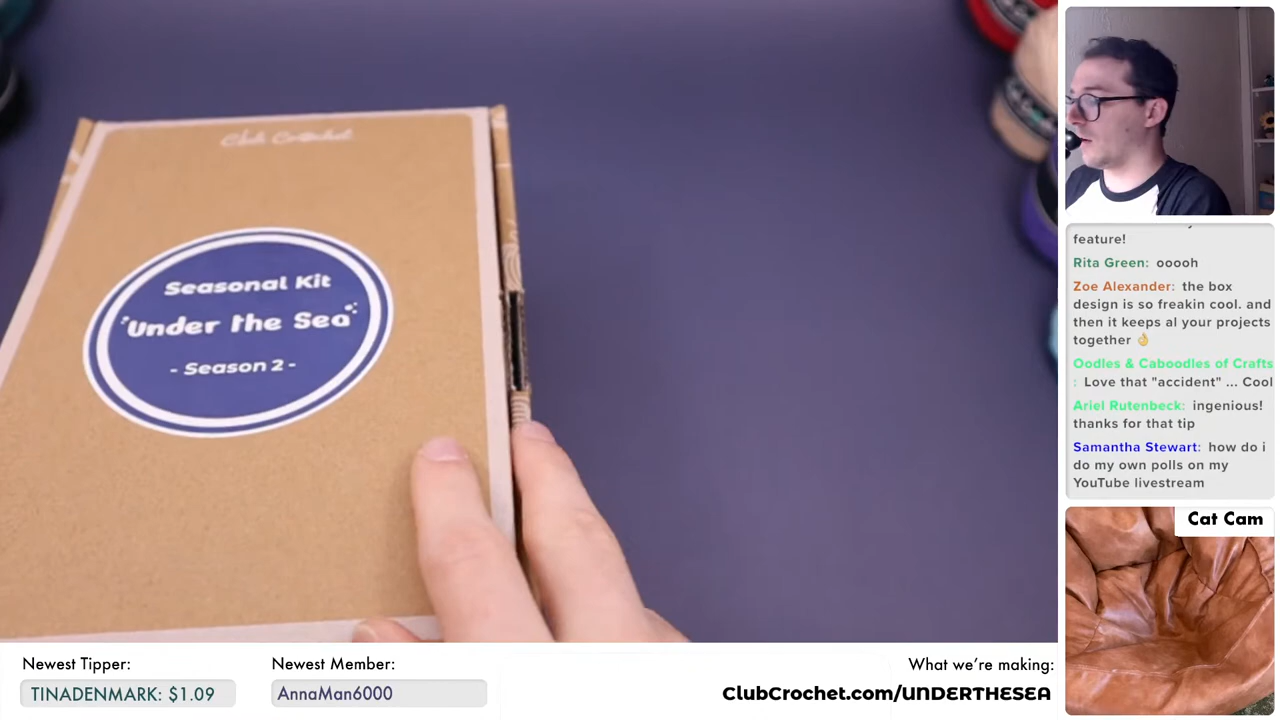 Club Crochet
Seasonal Kit
Under the Sea
- Season 2 -
feature!
Rita Green: ooooh
Zoe Alexander: the box
design is so freakin cool. and
then it keeps al your projects
together 👌
Oodles & Caboodles of Crafts
: Love that "accident" ... Cool
Ariel Rutenbeck: ingenious!
thanks for that tip
Samantha Stewart: how do i
do my own polls on my
YouTube livestream
Cat Cam
Newest Tipper:
TINADENMARK: $1.09
Newest Member:
AnnaMan6000
What we're making:
ClubCrochet.com/UNDERTHESEA